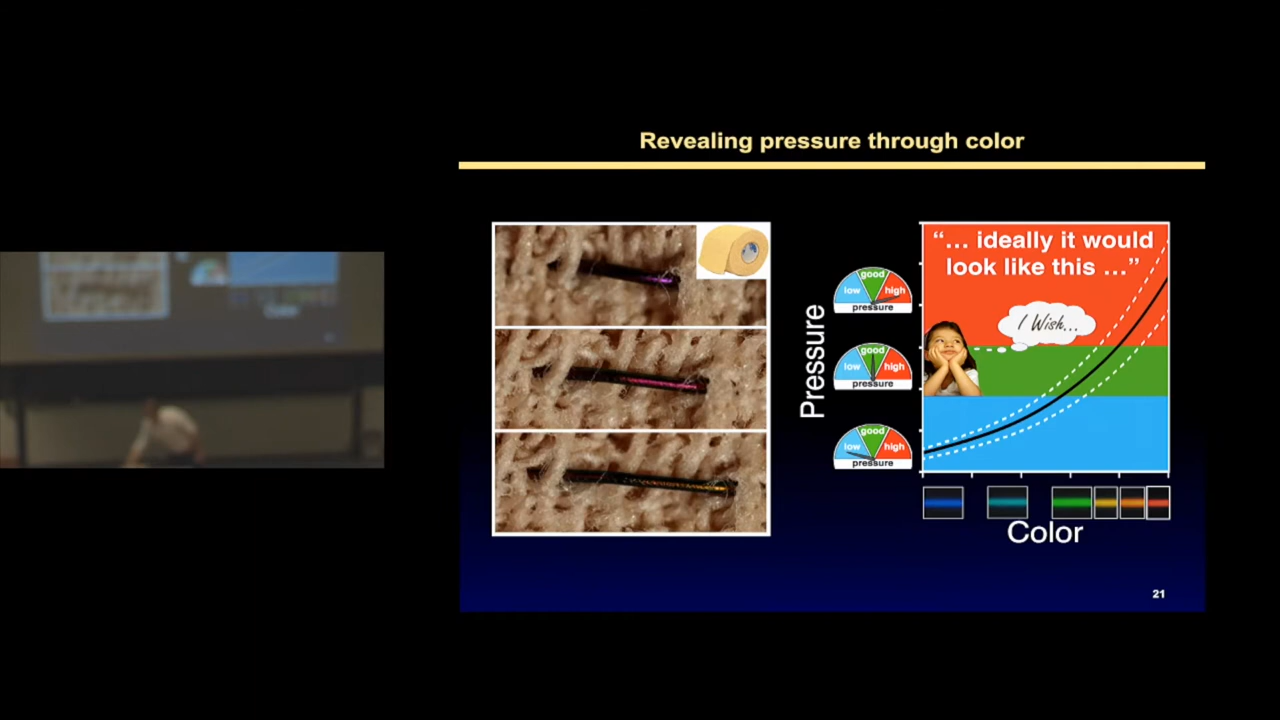 Revealing pressure through color
“... ideally it would
look like this ...”
I Wish...
Pressure
good
low
high
pressure
good
low
high
pressure
good
low
high
pressure
Color
21